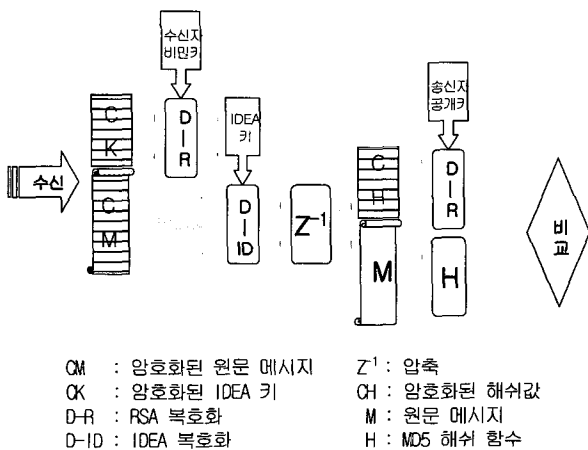 수신자
비밀키
송신자
공개키
IDEA
키
C
K
D-R
C
H
D-R
수신
C
M
D-ID
Z⁻¹
M
H
비교
CM : 암호화된 원문 메시지
CK : 암호화된 IDEA 키
D-R : RSA 복호화
D-ID : IDEA 복호화
Z⁻¹ : 압축
CH : 암호화된 해쉬값
M : 원문 메시지
H : MD5 해쉬 함수